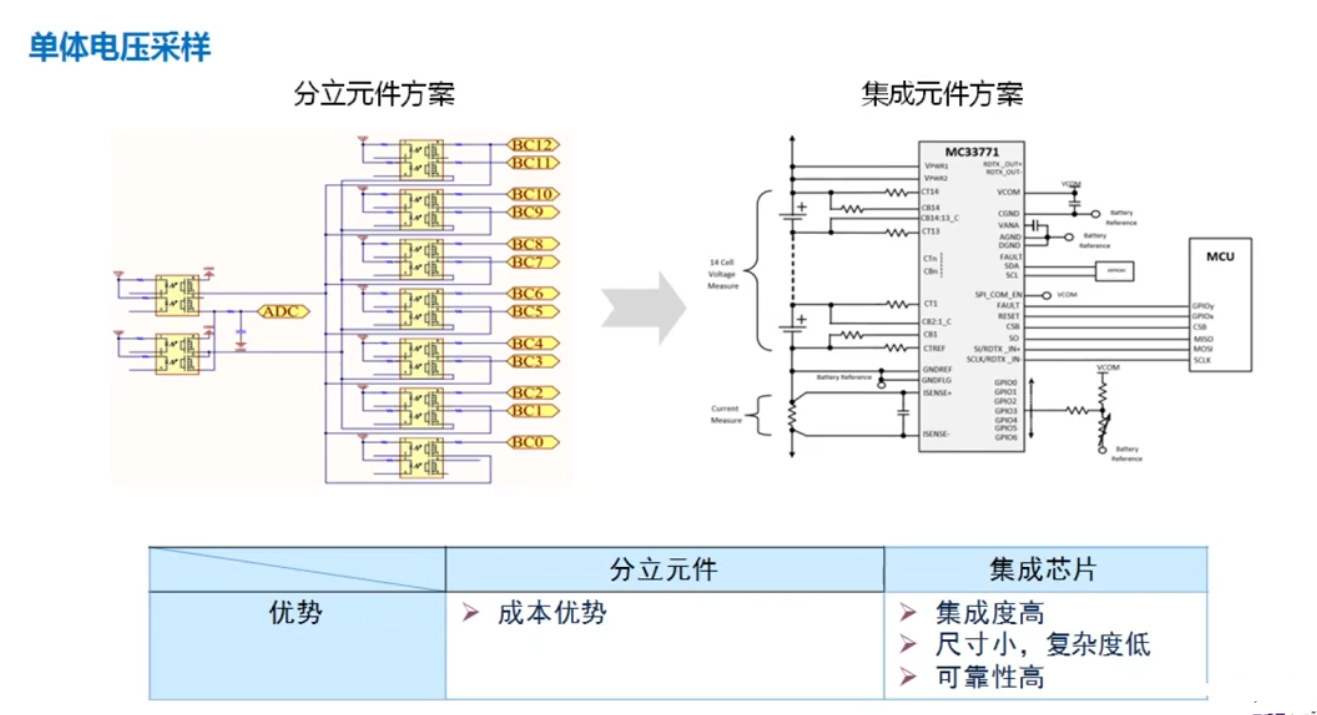 单体电压采样
分立元件方案
集成元件方案
BC12
BC11
BC10
BC9
BC8
BC7
BC6
BC5
BC4
BC3
BC2
BC1
BC0
ADC
MC33771
VPWR1
VPWR2
CT14
CB14
CB14:13_C
CT13
CTn
CBn
CT1
CB2:1_C
CB1
CTREF
GNDREF
GNDFLG
ISENSE+
ISENSE-
RDTX_OUT+
RDTX_OUT-
VCOM
CGND
VANA
AGND
DGND
FAULT
SDA
SCL
SPI_COM_EN
FAULT
RESET
CSB
SO
SI/RDTX_IN+
SCLK/RDTX_IN-
GPIO0
GPIO1
GPIO2
GPIO3
GPIO4
GPIO5
GPIO6
14 Cell
Voltage
Measure
Battery Reference
Current
Measure
VCOM
Battery
Reference
Battery
Reference
VCOM
VCOM
Battery
Reference
MCU
GPIOy
GPIOx
CSB
MISO
MOSI
SCLK
分立元件
集成芯片
优势
➢ 成本优势
➢ 集成度高
➢ 尺寸小，复杂度低
➢ 可靠性高